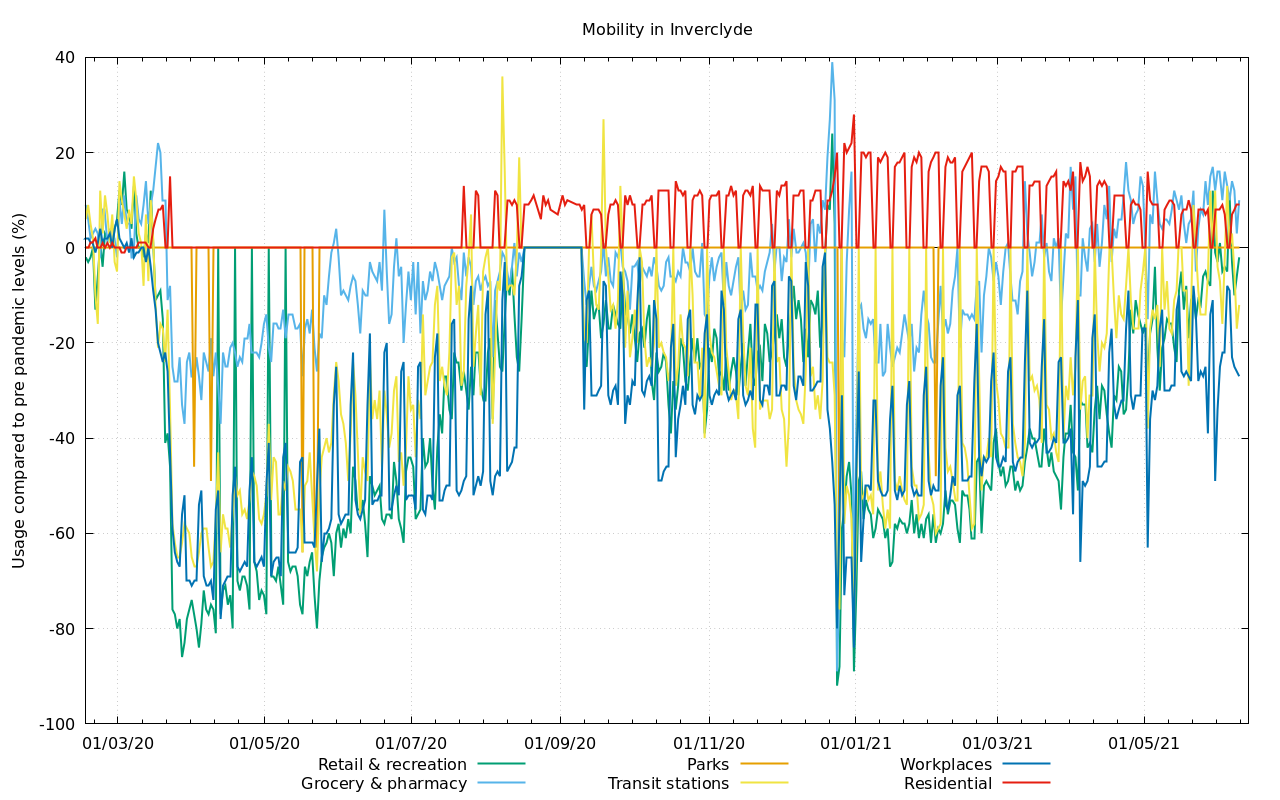 Mobility in Inverclyde
Usage compared to pre pandemic levels (%)
40
20
0
-20
-40
-60
-80
-100
01/03/20 01/05/20 01/07/20 01/09/20 01/11/20 01/01/21 01/03/21 01/05/21
Retail & recreation Parks Workplaces
Grocery & pharmacy Transit stations Residential